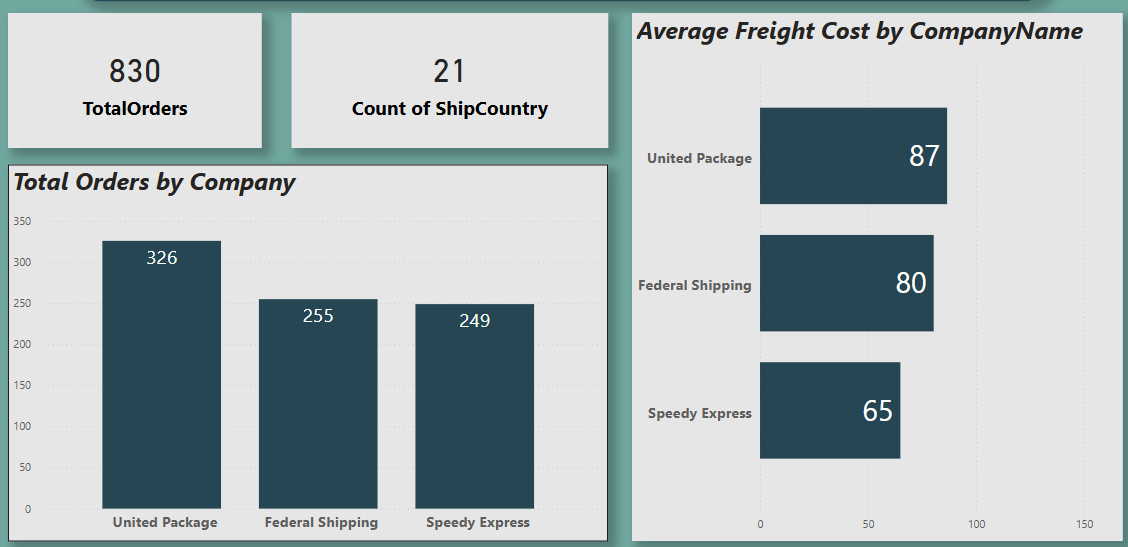 830
TotalOrders
21
Count of ShipCountry
Total Orders by Company
350
300
250
200
150
100
50
0
326
255
249
United Package
Federal Shipping
Speedy Express
Average Freight Cost by CompanyName
United Package
87
Federal Shipping
80
Speedy Express
65
0
50
100
150